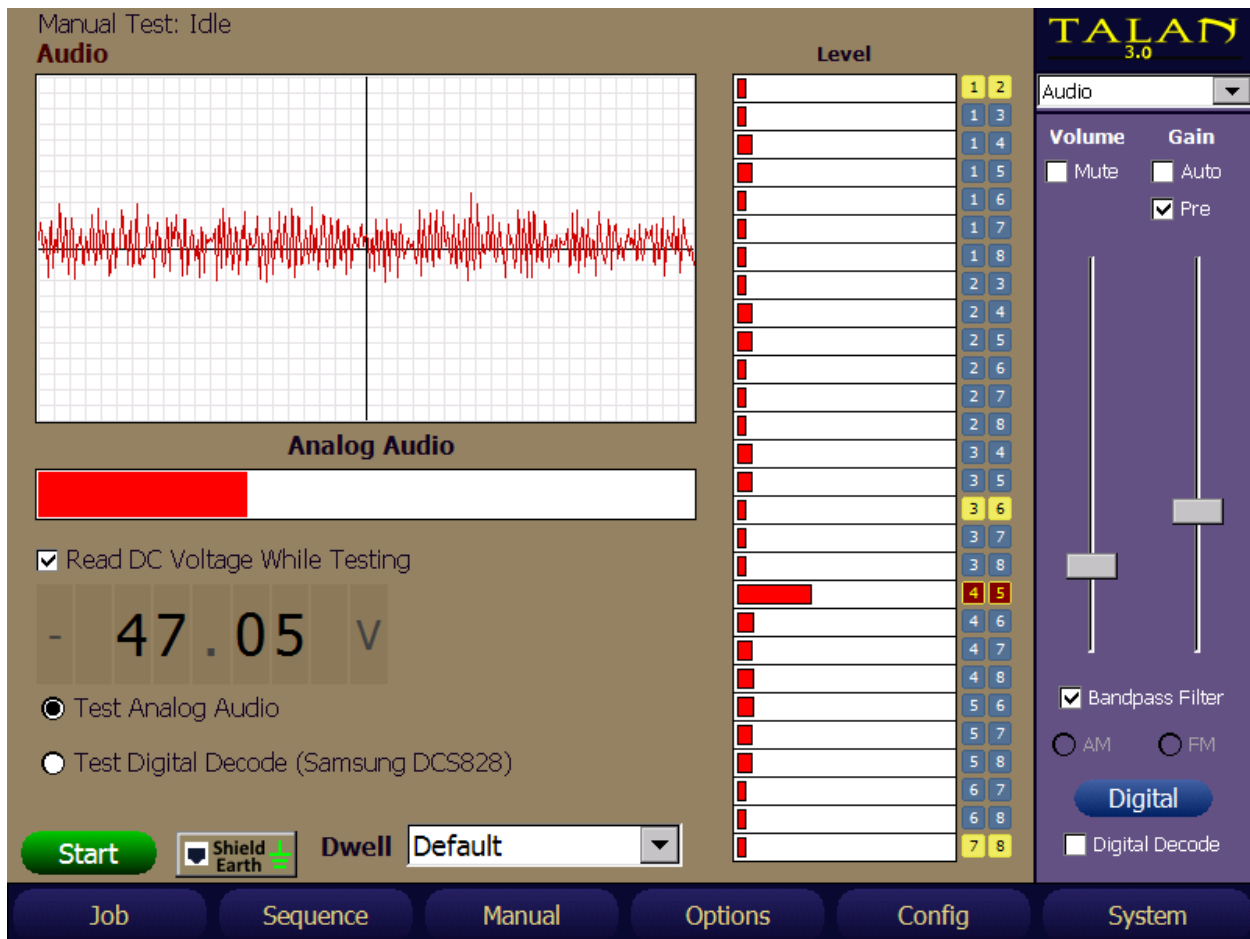 Manual Test: Idle
Audio
Level
TALAN
3.0
Audio
Volume Gain
Mute Auto
Pre
1 2
1 3
1 4
1 5
1 6
1 7
1 8
2 3
2 4
2 5
2 6
2 7
2 8
3 4
3 5
3 6
3 7
3 8
4 5
4 6
4 7
4 8
5 6
5 7
5 8
6 7
6 8
7 8
Analog Audio
Read DC Voltage While Testing
- 47.05 V
Test Analog Audio
Test Digital Decode (Samsung DCS828)
Start
Shield
Earth
Dwell Default
Bandpass Filter
AM FM
Digital
Digital Decode
Job Sequence Manual Options Config System